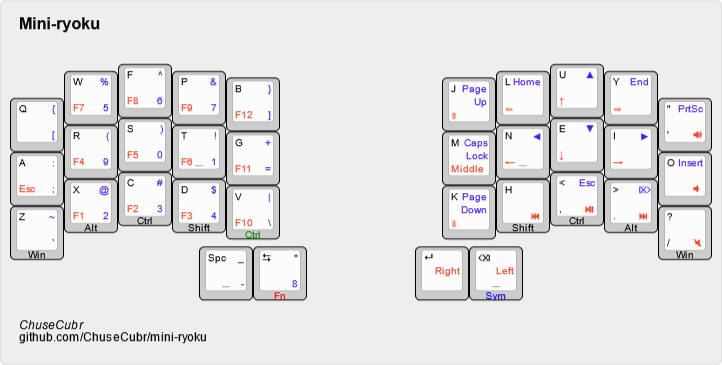 Mini-ryoku
Q {
[
W %
F7 5
F ^
F8 6
P &
F9 7
B }
F12 ]
J Page
Up
⇞
L Home
⇐
U ▲
↑
Y End
⇒
" PrtSc
'
A :
Esc ;
R (
F4 9
S )
F5 0
T !
F6 _ 1
G +
F11 =
M Caps
Lock
Middle
N ◀
← _
E ▼
↓
I ▶
→
O Insert
Z ~
`
Win
X @
F1 2
Alt
C #
F2 3
Ctrl
D $
F3 4
Shift
V |
F10 \
Ctrl
K Page
Down
⇟
H
⏮
Shift
< Esc
, ⏯
Ctrl
> ⌦
. ⏭
Alt
?
/
Win
Spc _
_ -
⇆ *
8
Fn
↵
Right
⌫
Left
_
Sym
ChuseCubr
github.com/ChuseCubr/mini-ryoku